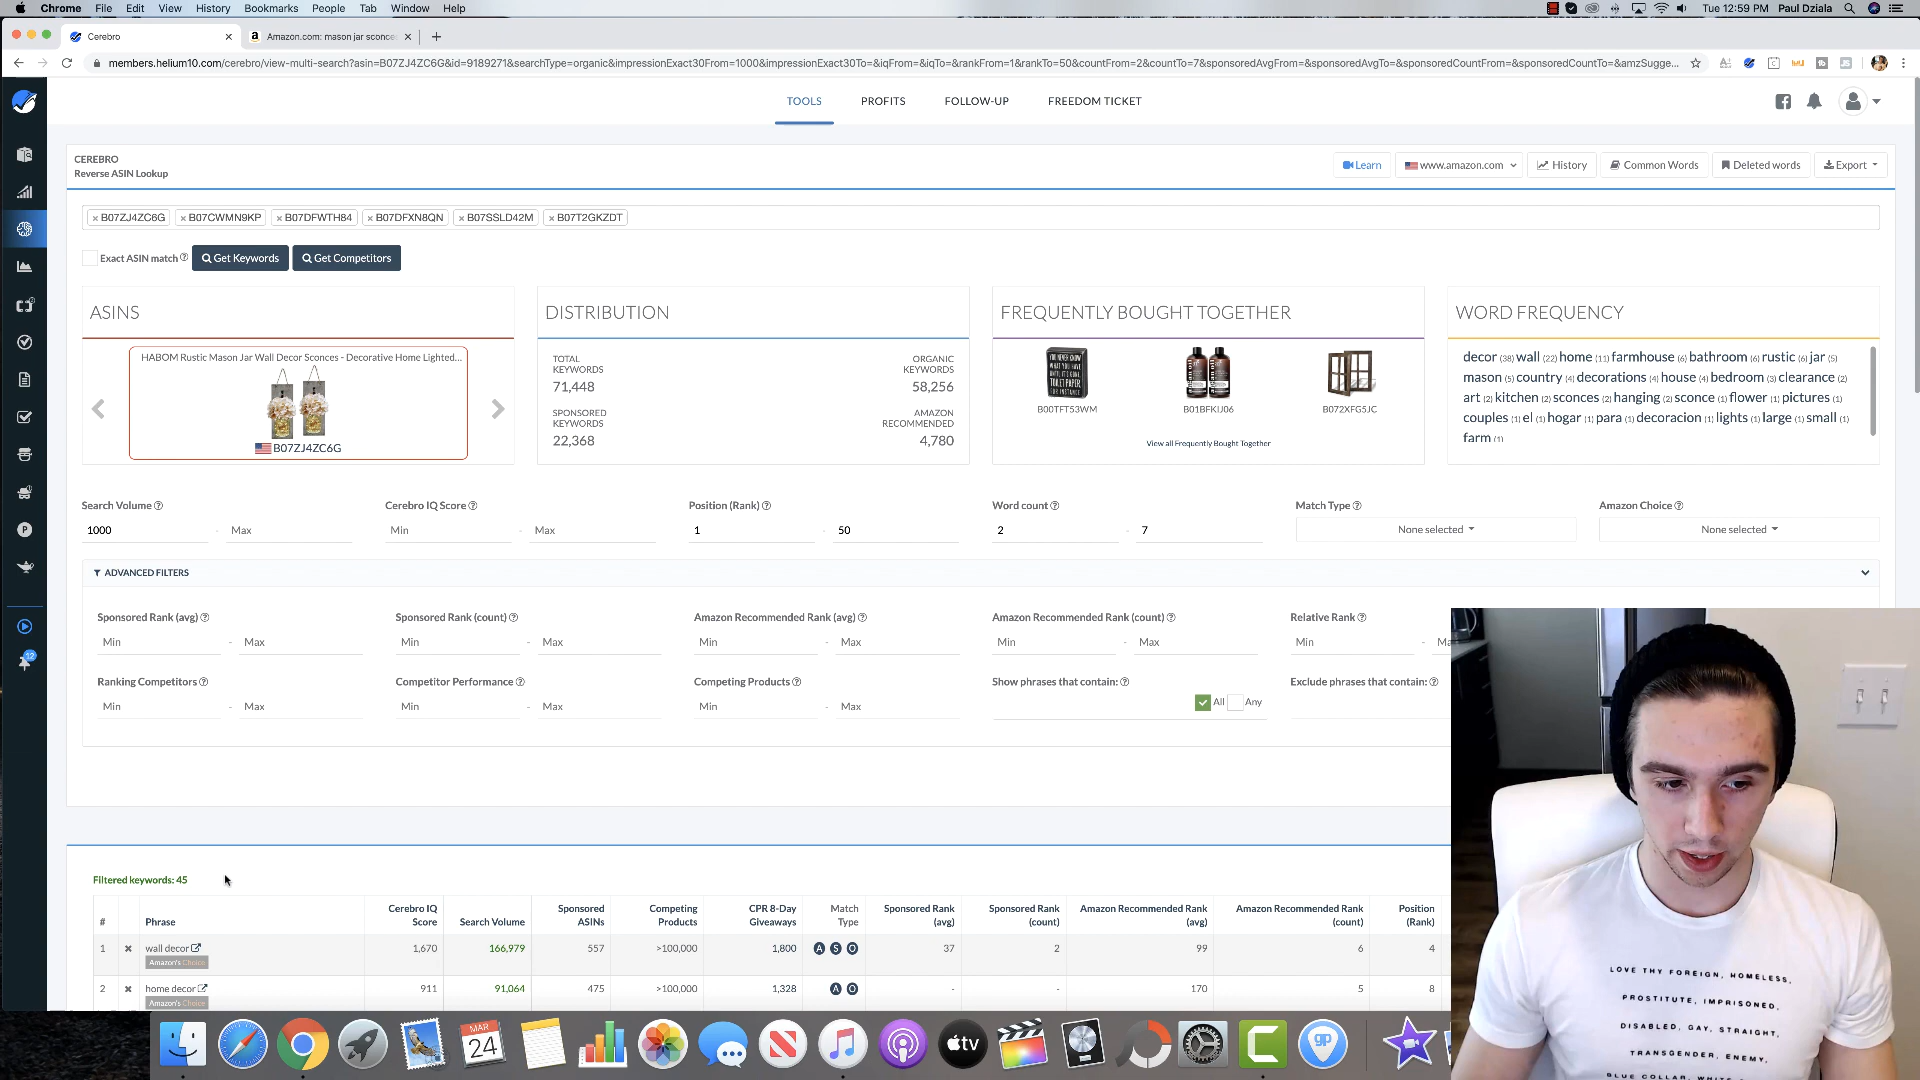 Chrome File Edit View History Bookmarks People Tab Window Help
Tue 12:59 PM Paul Dziala
Cerebro
Amazon.com: mason jar sconce
members.helium10.com/cerebro/view-multi-search?asin=B07ZJ4ZC6G&id=9189271&searchType=organic&impressionExact30From=1000&impressionExact30To=&iqFrom=&iqTo=&rankFrom=1&rankTo=50&countFrom=2&countTo=7&sponsoredAvgFrom=&sponsoredAvgTo=&sponsoredCountFrom=&sponsoredCountTo=&amzSugge...
TOOLS PROFITS FOLLOW-UP FREEDOM TICKET
CEREBRO
Reverse ASIN Lookup
Learn www.amazon.com History Common Words Deleted words Export
× B07ZJ4ZC6G × B07CWMN9KP × B07DFWTH84 × B07DFXN8QN × B07SSLD42M × B07T2GKZDT
Exact ASIN match Get Keywords Get Competitors
ASINS
HABOM Rustic Mason Jar Wall Decor Sconces - Decorative Home Lighted...
B07ZJ4ZC6G
DISTRIBUTION
TOTAL KEYWORDS
71,448
ORGANIC KEYWORDS
58,256
SPONSORED KEYWORDS
22,368
AMAZON RECOMMENDED
4,780
FREQUENTLY BOUGHT TOGETHER
YOU NEVER KNOW WHAT YOU HAVE UNTIL IT'S GONE. TOILET PAPER FOR INSTANCE
B00TFT53WM B01BFKIJ06 B072XFG5JC
View all Frequently Bought Together
WORD FREQUENCY
decor (38) wall (22) home (11) farmhouse (6) bathroom (6) rustic (6) jar (5)
mason (5) country (4) decorations (4) house (4) bedroom (3) clearance (2)
art (2) kitchen (2) sconces (2) hanging (2) sconce (1) flower (1) pictures (1)
couples (1) el (1) hogar (1) para (1) decoracion (1) lights (1) large (1) small (1)
farm (1)
Search Volume Cerebro IQ Score Position (Rank) Word count Match Type Amazon Choice
1000 - Max Min - Max 1 - 50 2 - 7 None selected None selected
ADVANCED FILTERS
Sponsored Rank (avg) Sponsored Rank (count) Amazon Recommended Rank (avg) Amazon Recommended Rank (count) Relative Rank
Min - Max Min - Max Min - Max Min - Max Min -
Ranking Competitors Competitor Performance Competing Products Show phrases that contain: Exclude phrases that contain:
Min - Max Min - Max Min - Max All Any
Filtered keywords: 45
# Phrase Cerebro IQ Score Search Volume Sponsored ASINs Competing Products CPR 8-Day Giveaways Match Type Sponsored Rank (avg) Sponsored Rank (count) Amazon Recommended Rank (avg) Amazon Recommended Rank (count) Position (Rank)
1 wall decor 1,670 166,979 557 >100,000 1,800 A S O 37 2 99 6 4
Amazon's Choice
2 home decor 911 91,064 475 >100,000 1,328 A O - - 170 5 8
Amazon's Choice
12
MAR
24
tv
gp
LOVE THY FOREIGN, HOMELESS,
PROSTITUTE, IMPRISONED,
DISABLED, GAY, STRAIGHT,
TRANSGENDER, ENEMY,